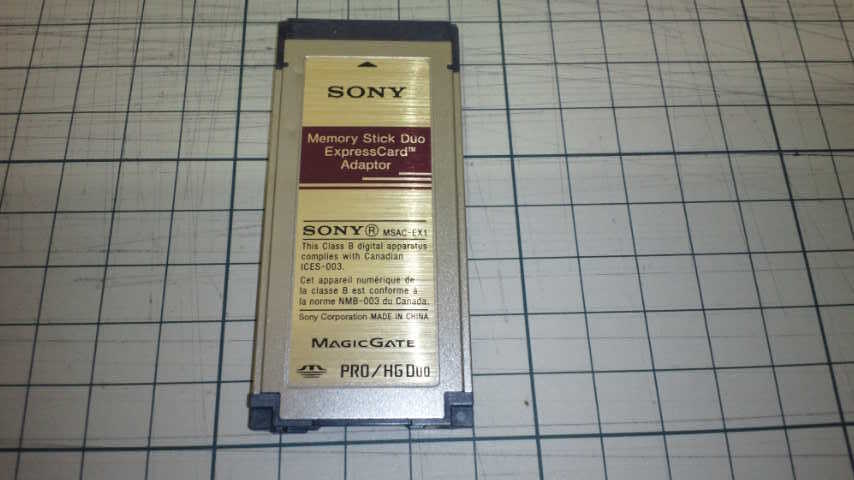 SONY
Memory Stick Duo
ExpressCard™
Adaptor
SONY® MSAC-EX1
This Class B digital apparatus
complies with Canadian
ICES-003.
Cet appareil numérique de
la classe B est conforme à
la norme NMB-003 du Canada.
Sony Corporation MADE IN CHINA
MAGICGATE
PRO/HG Duo